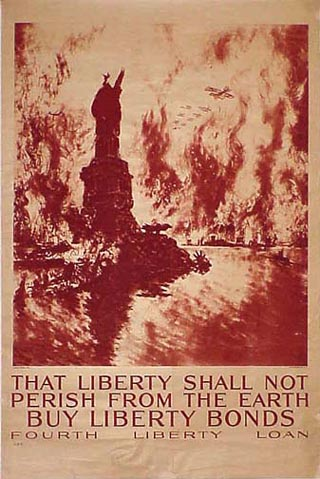 THAT LIBERTY SHALL NOT
PERISH FROM THE EARTH
BUY LIBERTY BONDS
FOURTH LIBERTY LOAN